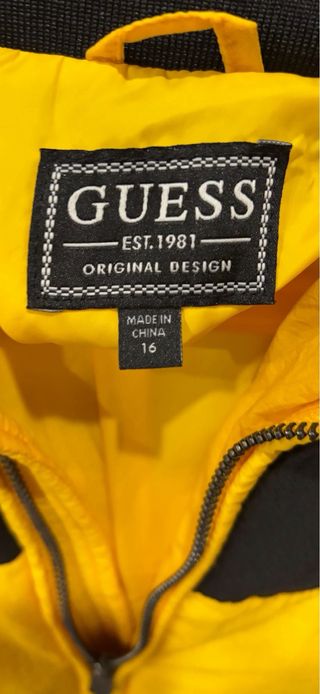 GUESS
EST.1981
ORIGINAL DESIGN
MADE IN
CHINA
16